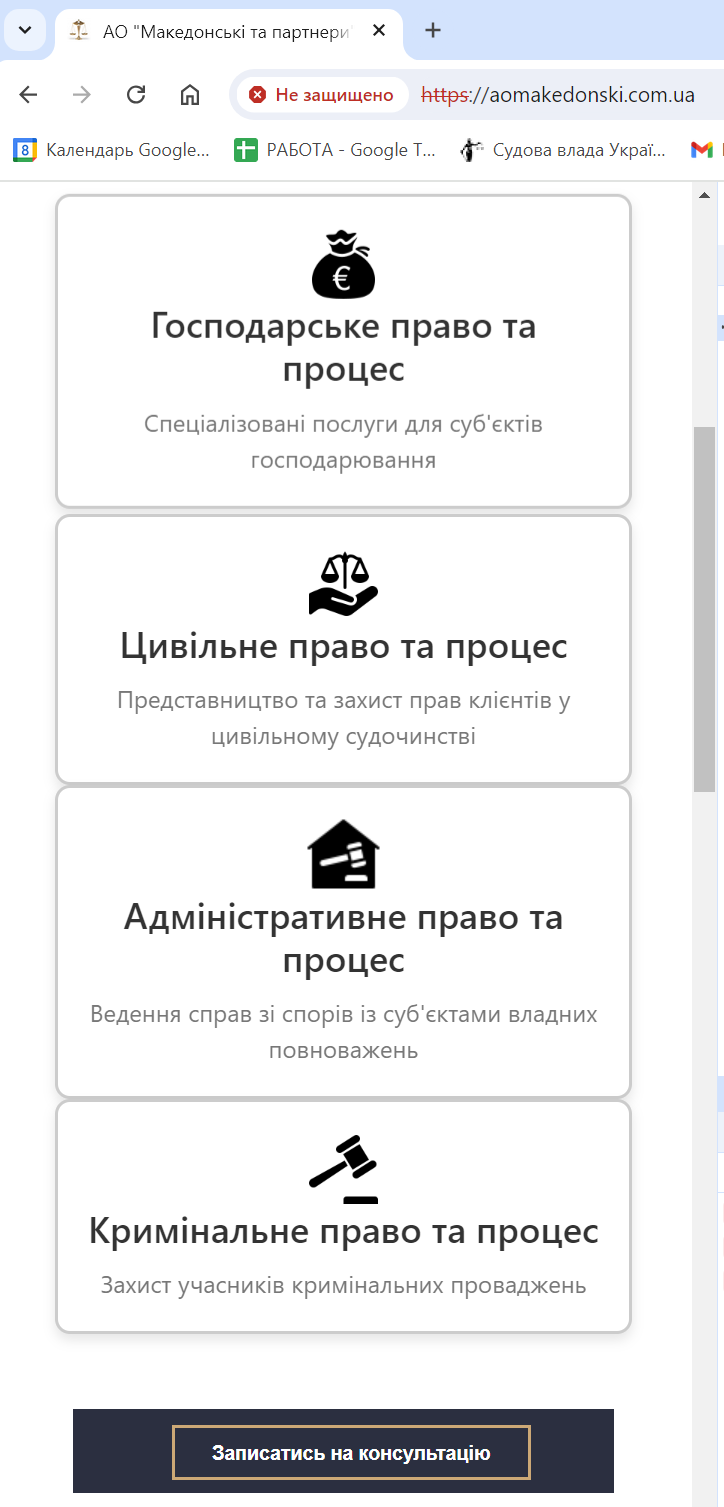 АО "Македонські та партнери"
Не защищено
https://aomakedonski.com.ua
8
Календарь Google...
РАБОТА - Google Т...
Судова влада Украї...
€
Господарське право та
процес
Спеціалізовані послуги для суб'єктів
господарювання
Цивільне право та процес
Представництво та захист прав клієнтів у
цивільному судочинстві
Адміністративне право та
процес
Ведення справ зі спорів із суб'єктами владних
повноважень
Кримінальне право та процес
Захист учасників кримінальних проваджень
Записатись на консультацію